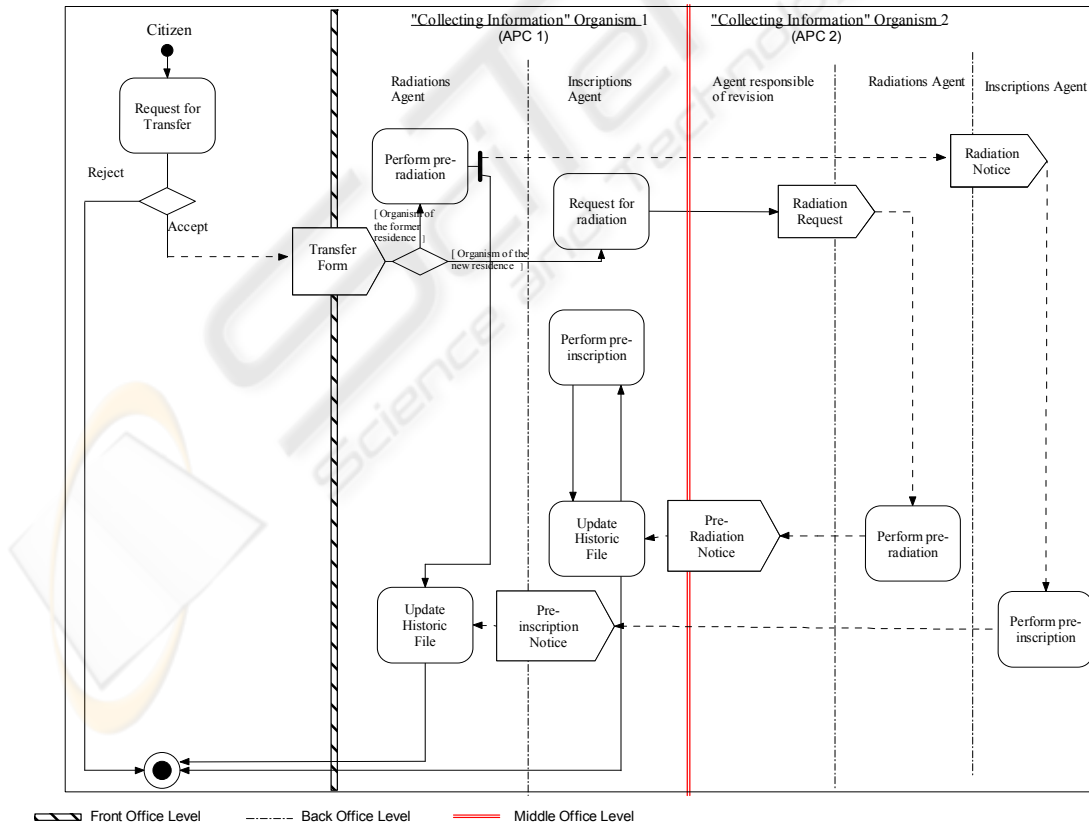 Citizen
"Collecting Information" Organism 1
(APC 1)
"Collecting Information" Organism 2
(APC 2)
Radiations
Agent
Inscriptions
Agent
Agent responsible
of revision
Radiations Agent
Inscriptions Agent
Request for
Transfer
Reject
Accept
Transfer
Form
Perform pre-
radiation
[ Organism of
the former
residence ]
[ Organism of the
new residence ]
Request for
radiation
Radiation
Request
Radiation
Notice
Perform pre-
inscription
Update
Historic
File
Pre-
Radiation
Notice
Perform pre-
radiation
Update
Historic
File
Pre-
inscription
Notice
Perform pre-
inscription
Front Office Level
Back Office Level
Middle Office Level
Science and Technology